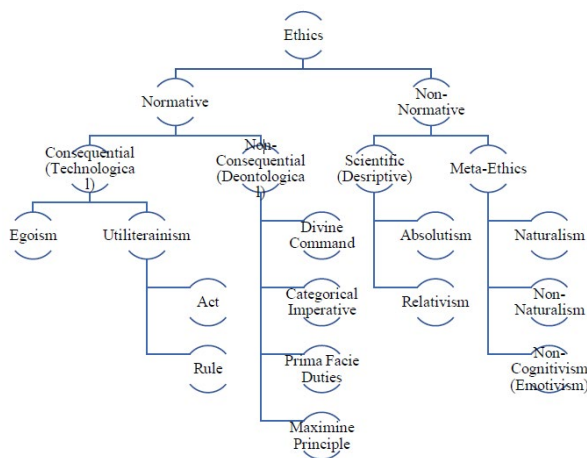 Ethics
Normative
Non-
Normative
Consequential
(Technologica
l)
Non-
Consequential
(Deontologica
l)
Scientific
(Desriptive)
Meta-Ethics
Egoism
Utiliterainism
Divine
Command
Absolutism
Naturalism
Act
Categorical
Imperative
Relativism
Non-
Naturalism
Rule
Prima Facie
Duties
Non-
Cognitivism
(Emotivism)
Maximine
Principle